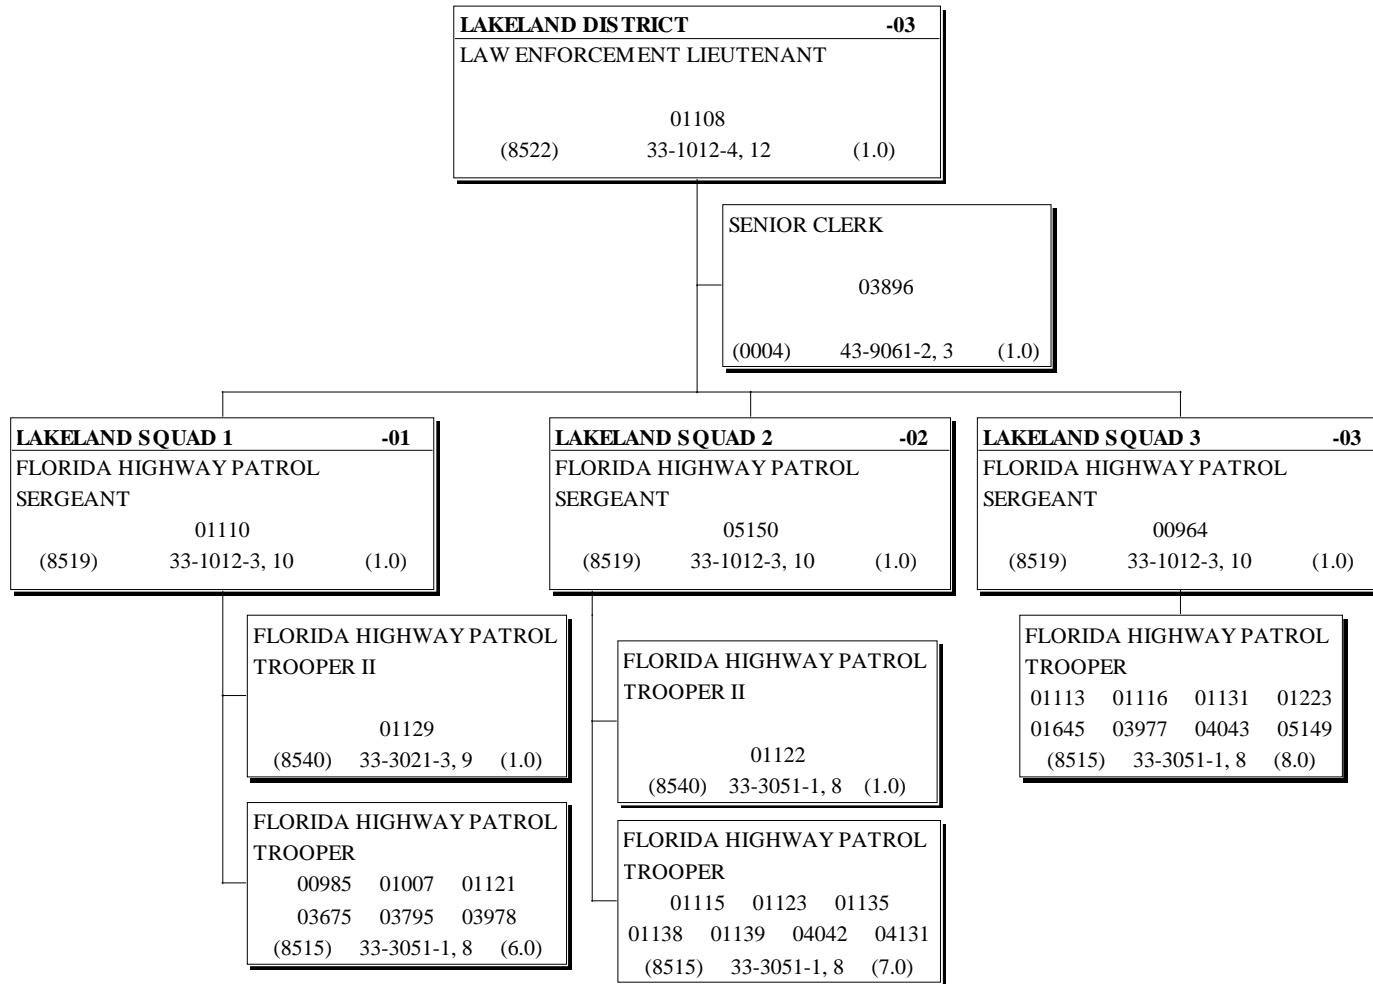 LAKELAND DISTRICT -03
LAW ENFORCEMENT LIEUTENANT
01108
(8522) 33-1012-4, 12 (1.0)
SENIOR CLERK
03896
(0004) 43-9061-2, 3 (1.0)
LAKELAND SQUAD 1 -01
FLORIDA HIGHWAY PATROL
SERGEANT
01110
(8519) 33-1012-3, 10 (1.0)
LAKELAND SQUAD 2 -02
FLORIDA HIGHWAY PATROL
SERGEANT
05150
(8519) 33-1012-3, 10 (1.0)
LAKELAND SQUAD 3 -03
FLORIDA HIGHWAY PATROL
SERGEANT
00964
(8519) 33-1012-3, 10 (1.0)
FLORIDA HIGHWAY PATROL
TROOPER II
01129
(8540) 33-3021-3, 9 (1.0)
FLORIDA HIGHWAY PATROL
TROOPER
00985 01007 01121
03675 03795 03978
(8515) 33-3051-1, 8 (6.0)
FLORIDA HIGHWAY PATROL
TROOPER II
01122
(8540) 33-3051-1, 8 (1.0)
FLORIDA HIGHWAY PATROL
TROOPER
01115 01123 01135
01138 01139 04042 04131
(8515) 33-3051-1, 8 (7.0)
FLORIDA HIGHWAY PATROL
TROOPER
01113 01116 01131 01223
01645 03977 04043 05149
(8515) 33-3051-1, 8 (8.0)